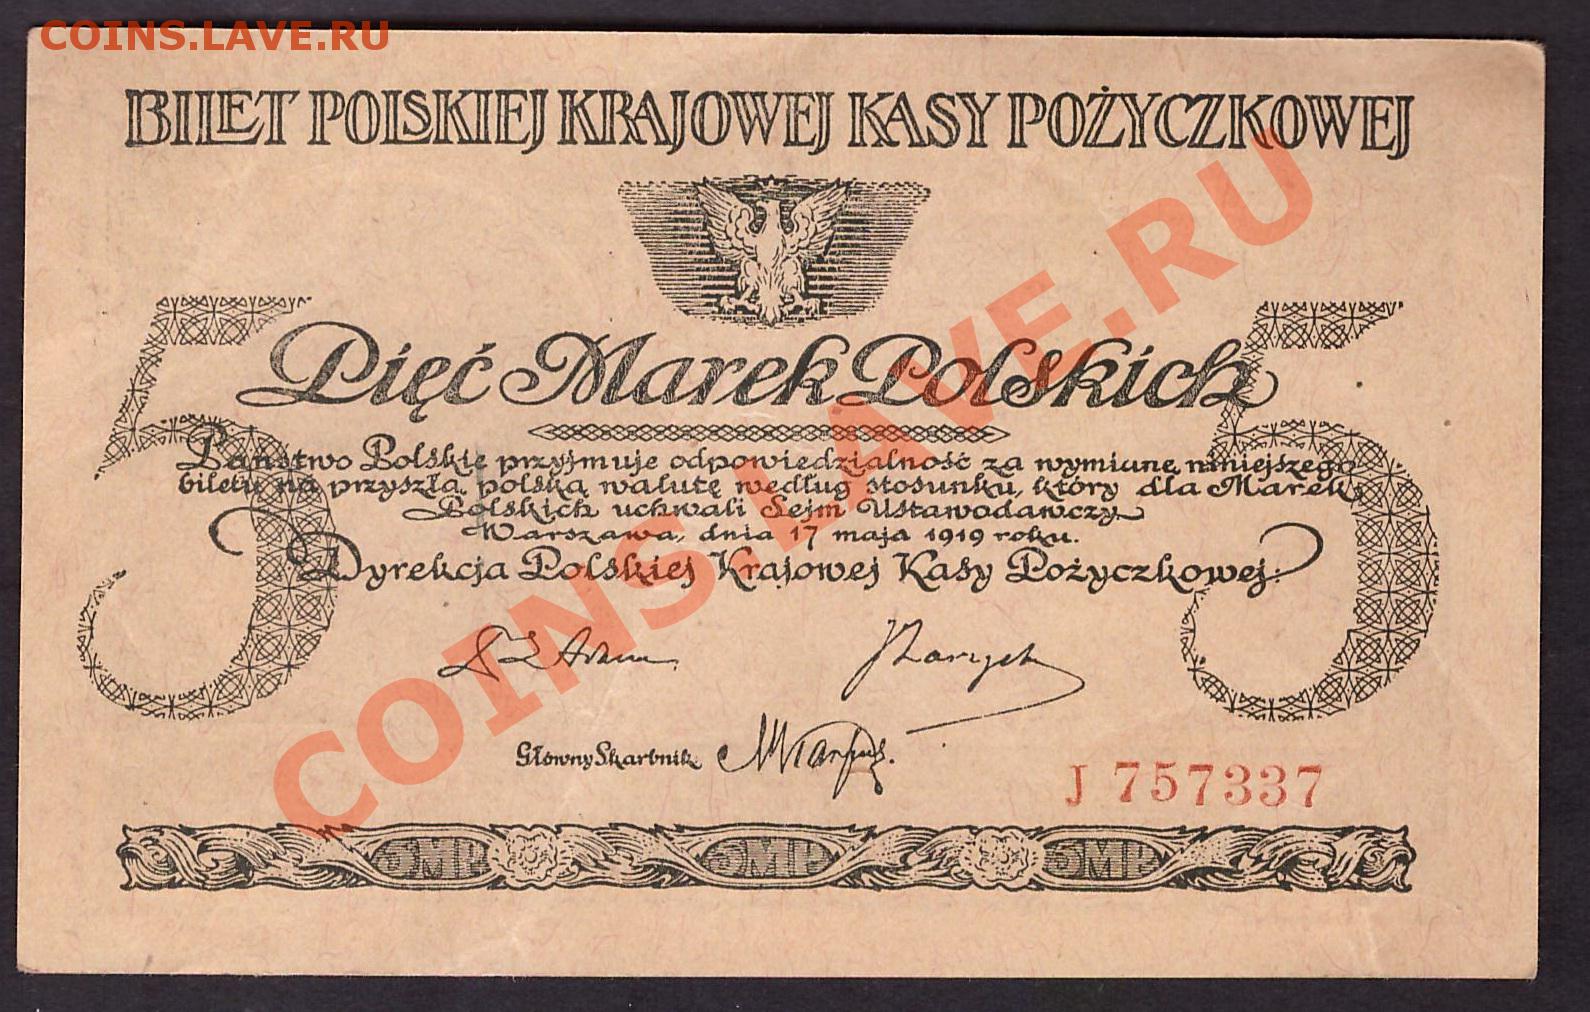 COINS.LAVE.RU
BILET POLSKIEJ KRAJOWEJ KASY POŻYCZKOWEJ
Pięć Marek Polskich
5 5
Państwo Polskie przyjmuje odpowiedzialność za wymianę niniejszego
biletu na przyszłą polską walutę według stosunku, który dla Marek
Polskich uchwali Sejm Ustawodawczy
Warszawa, dnia 17 maja 1919 roku.
Dyrekcja Polskiej Krajowej Kasy Pożyczkowej:
COINS.LAVE.RU
Główny Skarbnik
J 757337
5MP 5MP 5MP